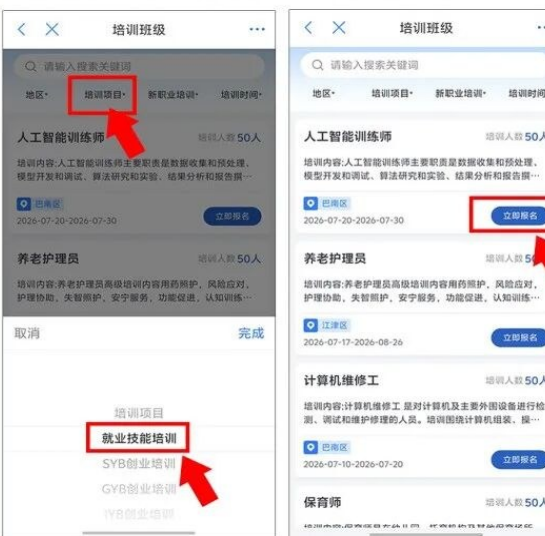 培训班级
请输入搜索关键词
地区
培训项目
新职业培训
培训时间
人工智能训练师
培训人数 50人
培训内容:人工智能训练师主要职责是数据收集和预处理、
模型开发和调试、算法研究和实验、结果分析和报告撰…
巴南区
2026-07-20-2026-07-30
立即报名
养老护理员
培训人数 50人
培训内容:养老护理员高级培训内容用药照护，风险应对，
护理协助，失智照护，安宁服务，功能促进，认知训练…
取消
完成
培训项目
就业技能培训
SYB创业培训
GYB创业培训
IYB创业培训
培训班级
请输入搜索关键词
地区
培训项目
新职业培训
培训时间
人工智能训练师
培训人数 50人
培训内容:人工智能训练师主要职责是数据收集和预处理、
模型开发和调试、算法研究和实验、结果分析和报告撰…
巴南区
2026-07-20-2026-07-30
立即报名
养老护理员
培训人数 50人
培训内容:养老护理员高级培训内容用药照护，风险应对，
护理协助，失智照护，安宁服务，功能促进，认知训练…
江津区
2026-07-17-2026-08-26
立即报名
计算机维修工
培训人数 50人
培训内容:计算机维修工 是对计算机及主要外围设备进行检
测、调试和维护修理的人员。培训围绕计算机组装、操…
巴南区
2026-07-10-2026-07-20
立即报名
保育师
培训人数 50人